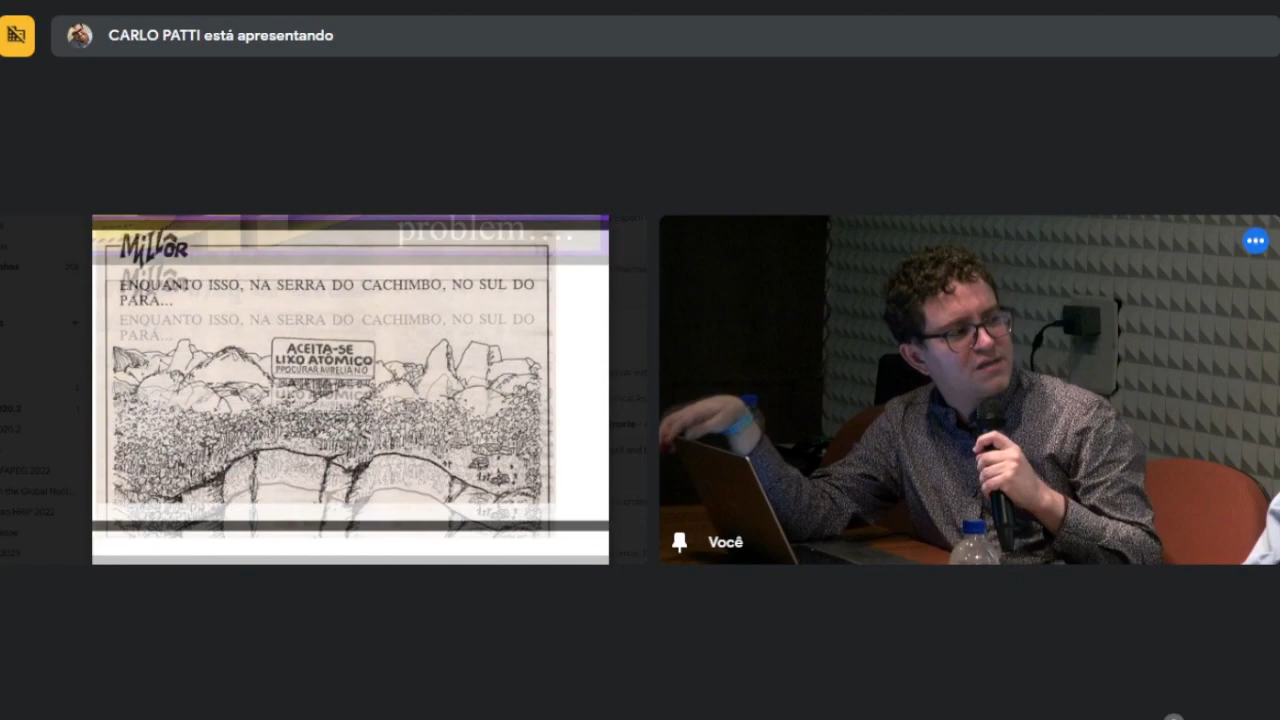 CARLO PATTI está apresentando
problem....
MILLÔR
ENQUANTO ISSO, NA SERRA DO CACHIMBO, NO SUL DO
PARÁ...
ENQUANTO ISSO, NA SERRA DO CACHIMBO, NO SUL DO
PARÁ...
ACEITA-SE
LIXO ATÔMICO
PROCURAR AURELIANO
Você